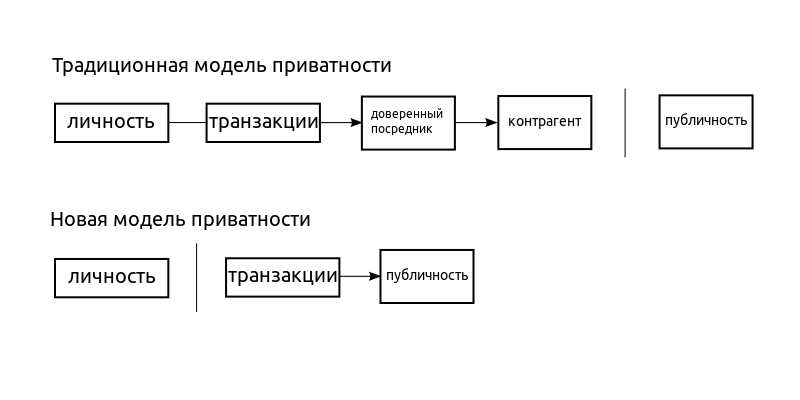 Традиционная модель приватности
личность
транзакции
доверенный
посредник
контрагент
публичность
Новая модель приватности
личность
транзакции
публичность